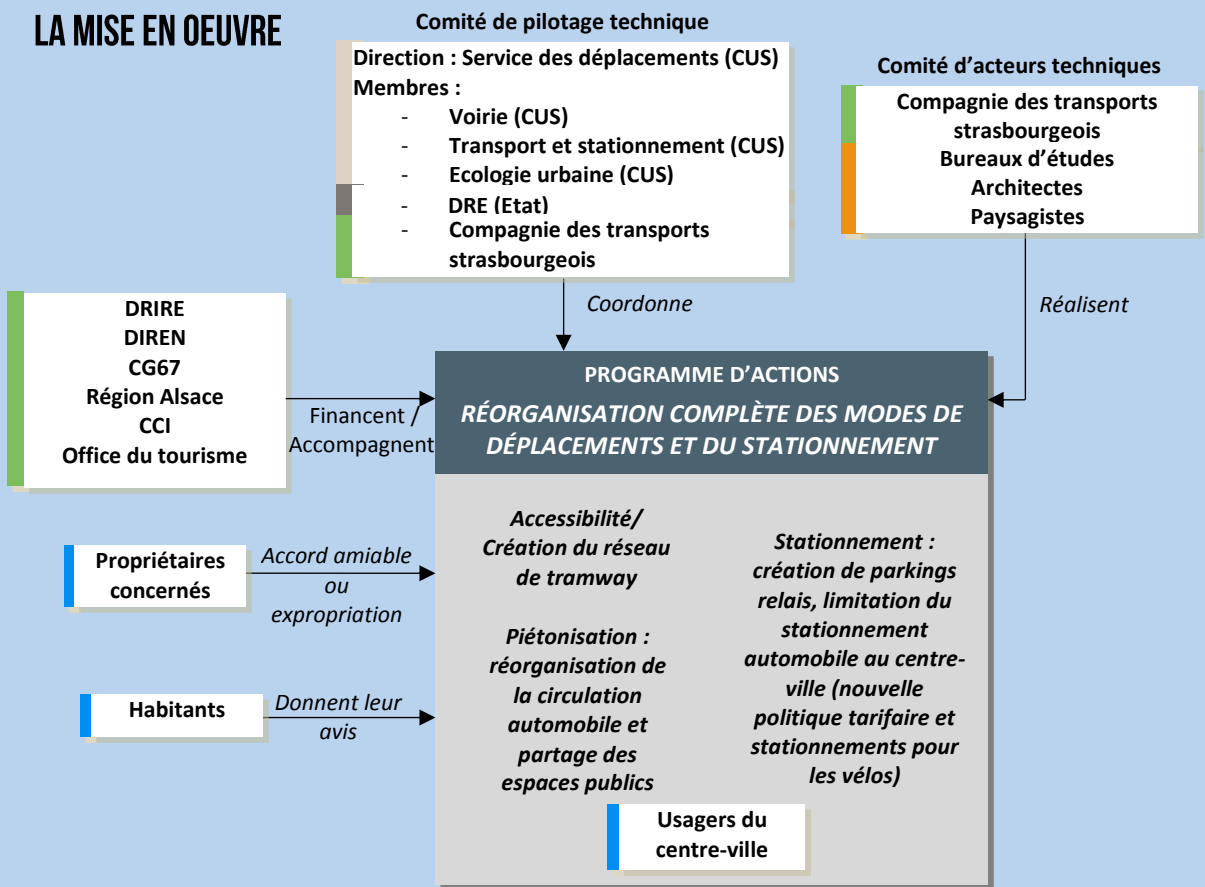 LA MISE EN OEUVRE
Comité de pilotage technique
Direction : Service des déplacements (CUS)
Membres :
- Voirie (CUS)
- Transport et stationnement (CUS)
- Ecologie urbaine (CUS)
- DRE (Etat)
- Compagnie des transports
strasbourgeois
Comité d’acteurs techniques
Compagnie des transports
strasbourgeois
Bureaux d’études
Architectes
Paysagistes
Coordonne
Réalisent
DRIRE
DIREN
CG67
Région Alsace
CCI
Office du tourisme
Financent /
Accompagnent
PROGRAMME D’ACTIONS
RÉORGANISATION COMPLÈTE DES MODES DE
DÉPLACEMENTS ET DU STATIONNEMENT
Propriétaires
concernés
Accord amiable
ou
expropriation
Habitants
Donnent leur
avis
Accessibilité/
Création du réseau
de tramway
Piétonisation :
réorganisation de
la circulation
automobile et
partage des
espaces publics
Stationnement :
création de parkings
relais, limitation du
stationnement
automobile au centre-
ville (nouvelle
politique tarifaire et
stationnements pour
les vélos)
Usagers du
centre-ville